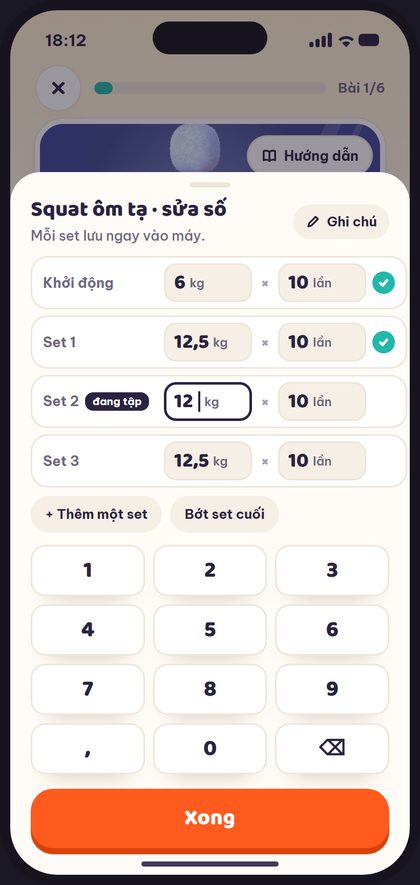 18:12
Bài 1/6
Hướng dẫn
Squat ôm tạ · sửa số
Ghi chú
Mỗi set lưu ngay vào máy.
Khởi động 6 kg × 10 lần
Set 1 12,5 kg × 10 lần
Set 2 đang tập 12 kg × 10 lần
Set 3 12,5 kg × 10 lần
+ Thêm một set Bớt set cuối
1 2 3
4 5 6
7 8 9
, 0
Xong